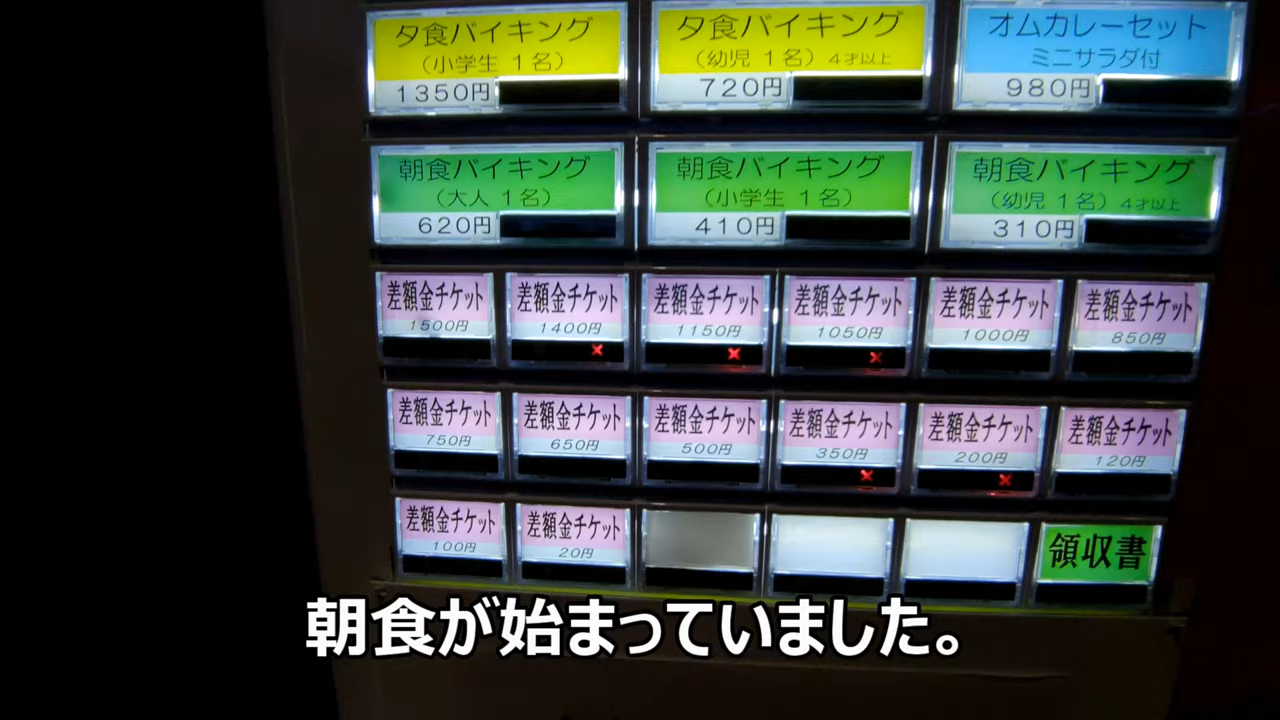 夕食バイキング
（小学生 1名）
1350円
夕食バイキング
（幼児 1名）4才以上
720円
オムカレーセット
ミニサラダ付
980円
朝食バイキング
（大人 1名）
620円
朝食バイキング
（小学生 1名）
410円
朝食バイキング
（幼児 1名）4才以上
310円
差額金チケット
1500円
差額金チケット
1400円
×
差額金チケット
1150円
×
差額金チケット
1050円
×
差額金チケット
1000円
差額金チケット
850円
差額金チケット
750円
差額金チケット
650円
差額金チケット
500円
差額金チケット
350円
×
差額金チケット
200円
×
差額金チケット
120円
差額金チケット
100円
差額金チケット
20円
領収書
朝食が始まっていました。